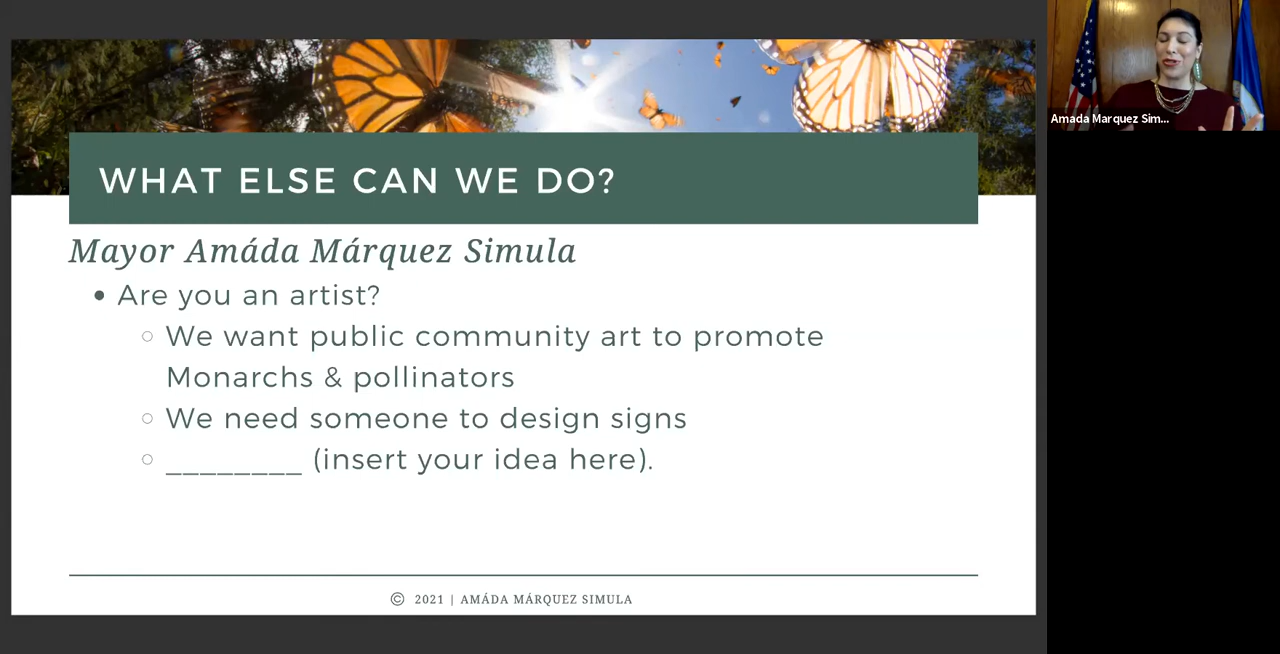 WHAT ELSE CAN WE DO?
Mayor Amáda Márquez Simula
• Are you an artist?
○ We want public community art to promote
Monarchs & pollinators
○ We need someone to design signs
○ ________ (insert your idea here).
© 2021 | AMÁDA MÁRQUEZ SIMULA
Amada Marquez Sim...